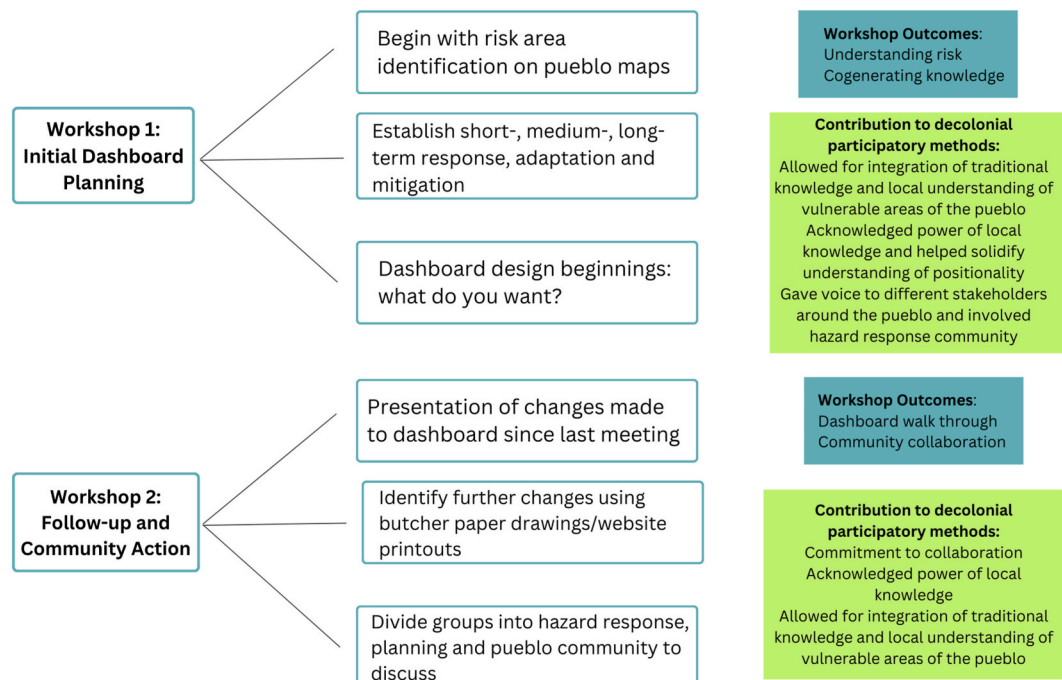 Workshop 1:
Initial Dashboard
Planning
Begin with risk area
identification on pueblo maps
Establish short-, medium-, long-
term response, adaptation and
mitigation
Dashboard design beginnings:
what do you want?
Workshop Outcomes:
Understanding risk
Cogenerating knowledge
Contribution to decolonial
participatory methods:
Allowed for integration of traditional
knowledge and local understanding of
vulnerable areas of the pueblo
Acknowledged power of local
knowledge and helped solidify
understanding of positionality
Gave voice to different stakeholders
around the pueblo and involved
hazard response community
Workshop 2:
Follow-up and
Community Action
Presentation of changes made
to dashboard since last meeting
Identify further changes using
butcher paper drawings/website
printouts
Divide groups into hazard response,
planning and pueblo community to
discuss
Workshop Outcomes:
Dashboard walk through
Community collaboration
Contribution to decolonial
participatory methods:
Commitment to collaboration
Acknowledged power of local
knowledge
Allowed for integration of traditional
knowledge and local understanding of
vulnerable areas of the pueblo